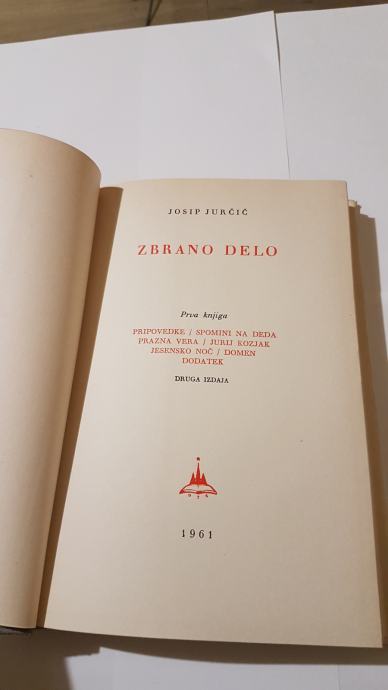 JOSIP JURČIČ
ZBRANO DELO
Prva knjiga
PRIPOVEDKE / SPOMINI NA DEDA
PRAZNA VERA / JURIJ KOZJAK
JESENSKO NOČ / DOMEN
DODATEK
DRUGA IZDAJA
1961